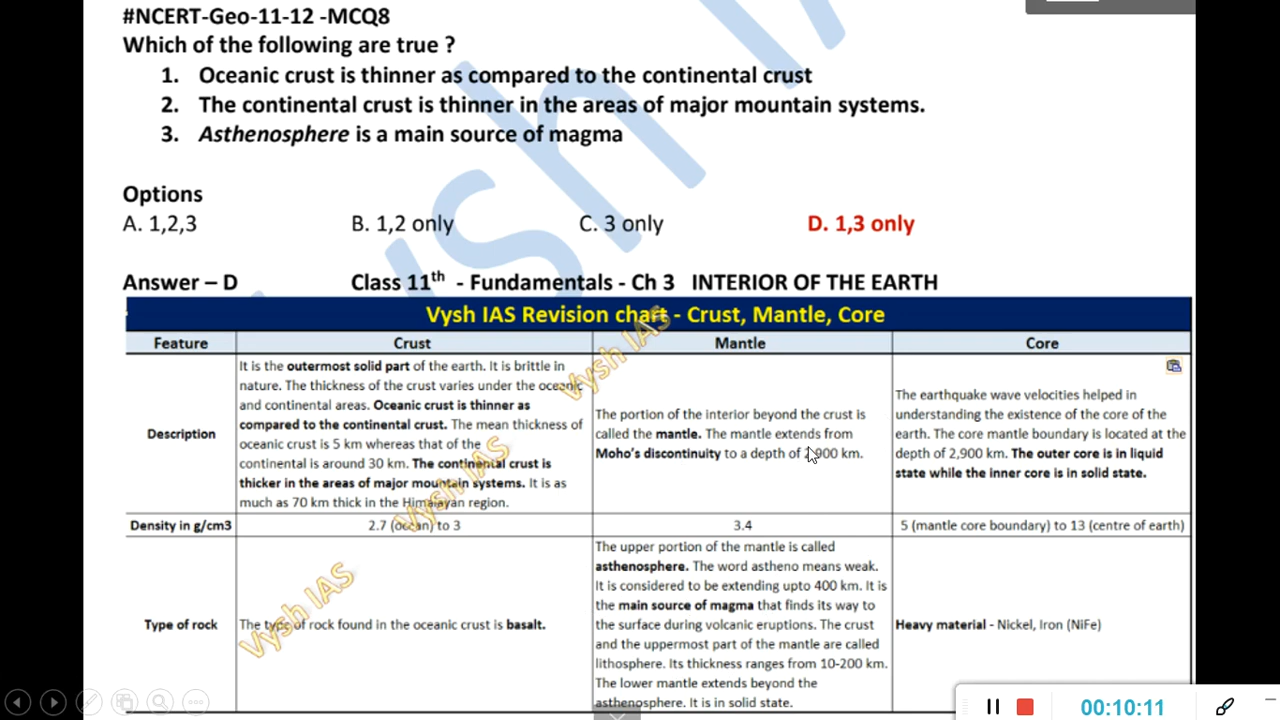 #NCERT-Geo-11-12 -MCQ8
Which of the following are true ?
1. Oceanic crust is thinner as compared to the continental crust
2. The continental crust is thinner in the areas of major mountain systems.
3. Asthenosphere is a main source of magma
Options
A. 1,2,3 B. 1,2 only C. 3 only D. 1,3 only
Answer – D Class 11th - Fundamentals - Ch 3 INTERIOR OF THE EARTH
Vysh IAS Revision chart - Crust, Mantle, Core
Feature Crust Mantle Core
Description
It is the outermost solid part of the earth. It is brittle in
nature. The thickness of the crust varies under the oceanic
and continental areas. Oceanic crust is thinner as
compared to the continental crust. The mean thickness of
oceanic crust is 5 km whereas that of the
continental is around 30 km. The continental crust is
thicker in the areas of major mountain systems. It is as
much as 70 km thick in the Himalayan region.
The portion of the interior beyond the crust is
called the mantle. The mantle extends from
Moho's discontinuity to a depth of 2,900 km.
The earthquake wave velocities helped in
understanding the existence of the core of the
earth. The core mantle boundary is located at the
depth of 2,900 km. The outer core is in liquid
state while the inner core is in solid state.
Density in g/cm3 2.7 (ocean) to 3 3.4 5 (mantle core boundary) to 13 (centre of earth)
Type of rock
The type of rock found in the oceanic crust is basalt.
The upper portion of the mantle is called
asthenosphere. The word astheno means weak.
It is considered to be extending upto 400 km. It is
the main source of magma that finds its way to
the surface during volcanic eruptions. The crust
and the uppermost part of the mantle are called
lithosphere. Its thickness ranges from 10-200 km.
The lower mantle extends beyond the
asthenosphere. It is in solid state.
Heavy material - Nickel, Iron (NiFe)
Vysh IAS
Vysh IAS
Vysh IAS
00:10:11